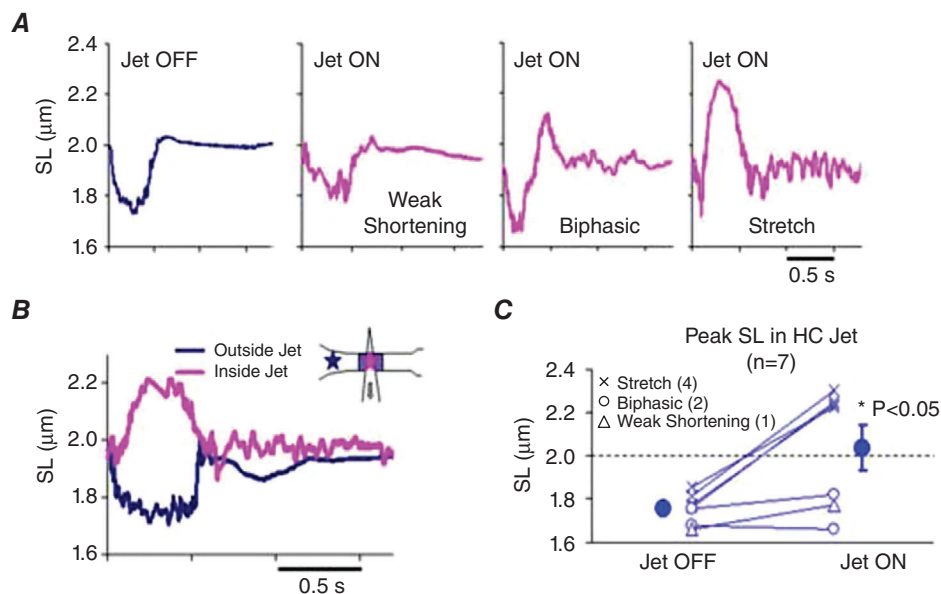 A
2.4
2.2
2.0
1.8
1.6
SL (μm)
Jet OFF
Jet ON
Weak
Shortening
Jet ON
Biphasic
Jet ON
Stretch
0.5 s
B
Outside Jet
Inside Jet
2.2
2.0
1.8
1.6
SL (μm)
0.5 s
C
Peak SL in HC Jet
(n=7)
2.4
2.2
2.0
1.8
1.6
SL (μm)
Stretch (4)
Biphasic (2)
Weak Shortening (1)
* P<0.05
Jet OFF
Jet ON